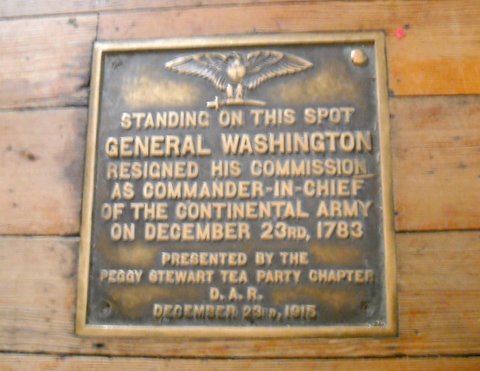 STANDING ON THIS SPOT
GENERAL WASHINGTON
RESIGNED HIS COMMISSION
AS COMMANDER-IN-CHIEF
OF THE CONTINENTAL ARMY
ON DECEMBER 23RD, 1783
PRESENTED BY THE
PEGGY STEWART TEA PARTY CHAPTER
D. A. R.
DECEMBER 23RD, 1915